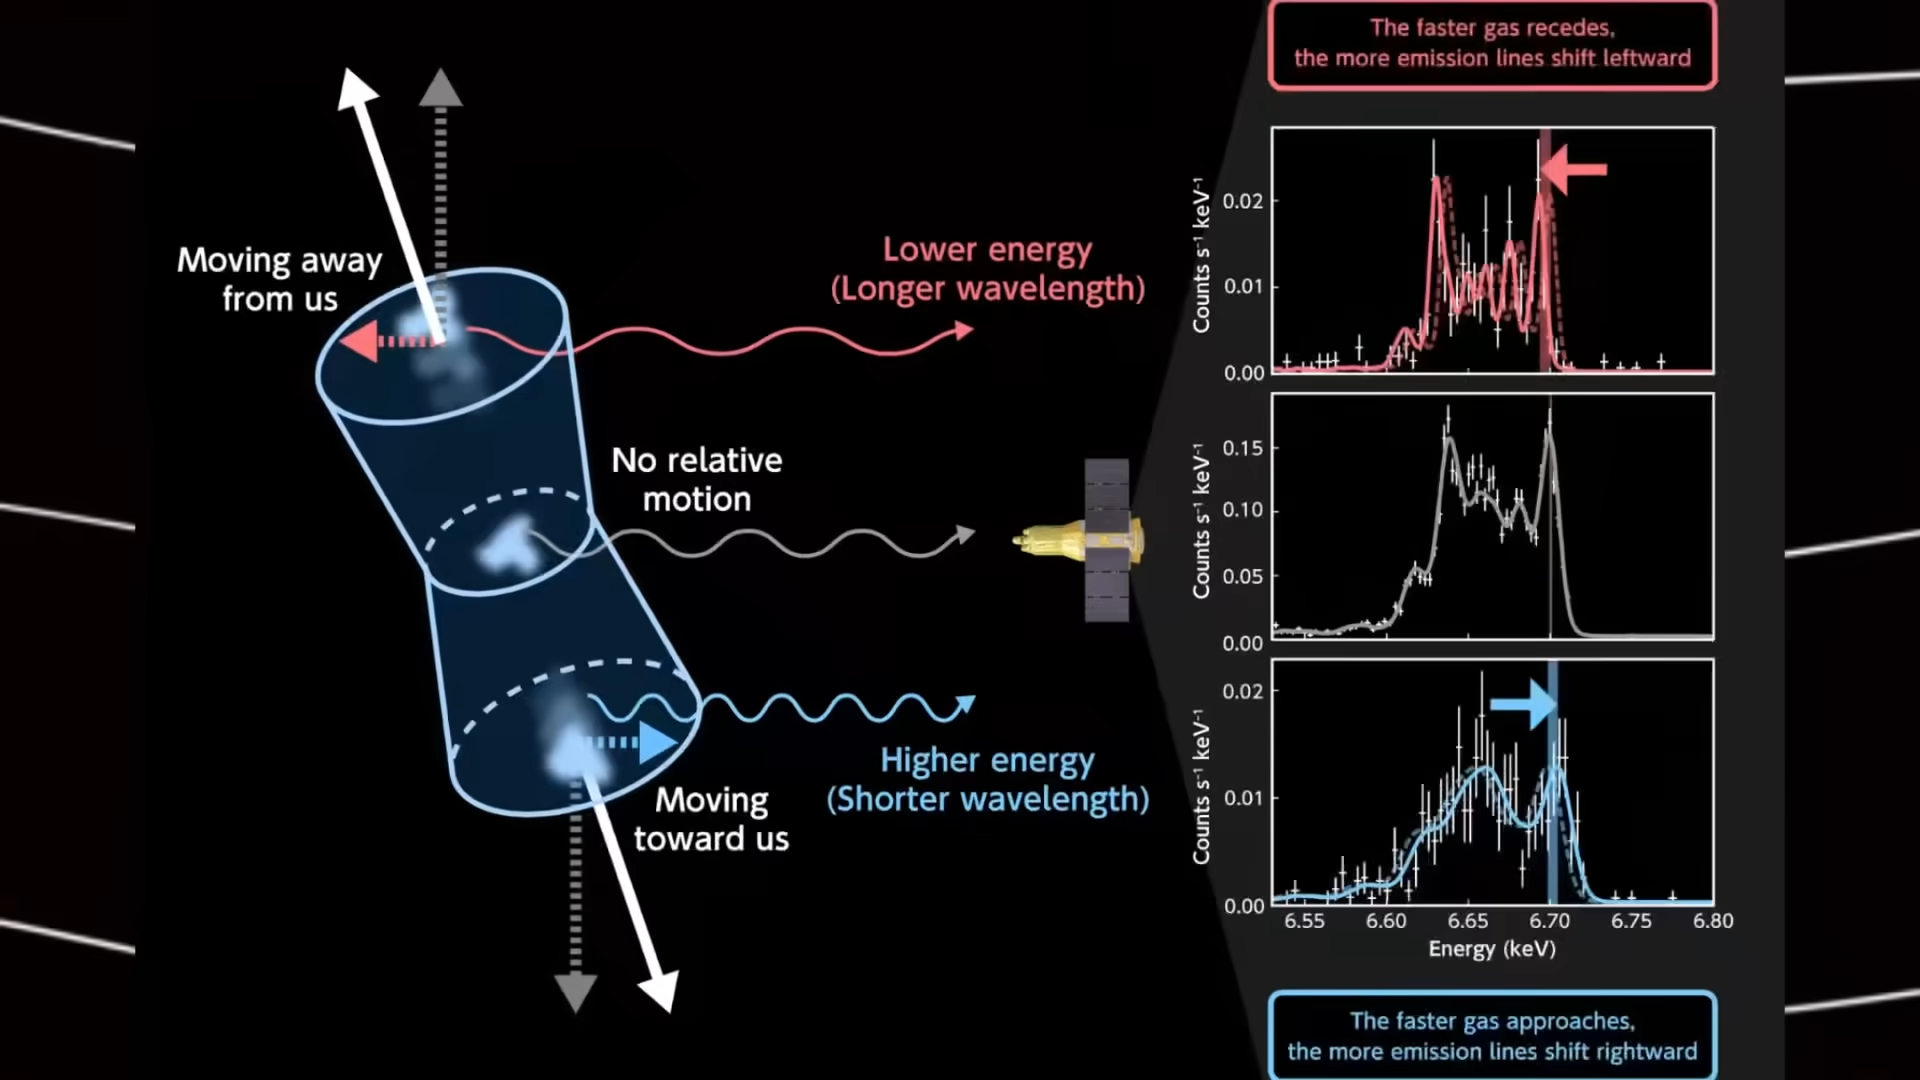 The faster gas recedes,
the more emission lines shift leftward
Moving away
from us
Lower energy
(Longer wavelength)
No relative
motion
Higher energy
(Shorter wavelength)
Moving
toward us
Counts s⁻¹ keV⁻¹
0.02
0.01
0.00
Counts s⁻¹ keV⁻¹
0.15
0.10
0.05
0.00
Counts s⁻¹ keV⁻¹
0.02
0.01
0.00
6.55 6.60 6.65 6.70 6.75 6.80
Energy (keV)
The faster gas approaches,
the more emission lines shift rightward